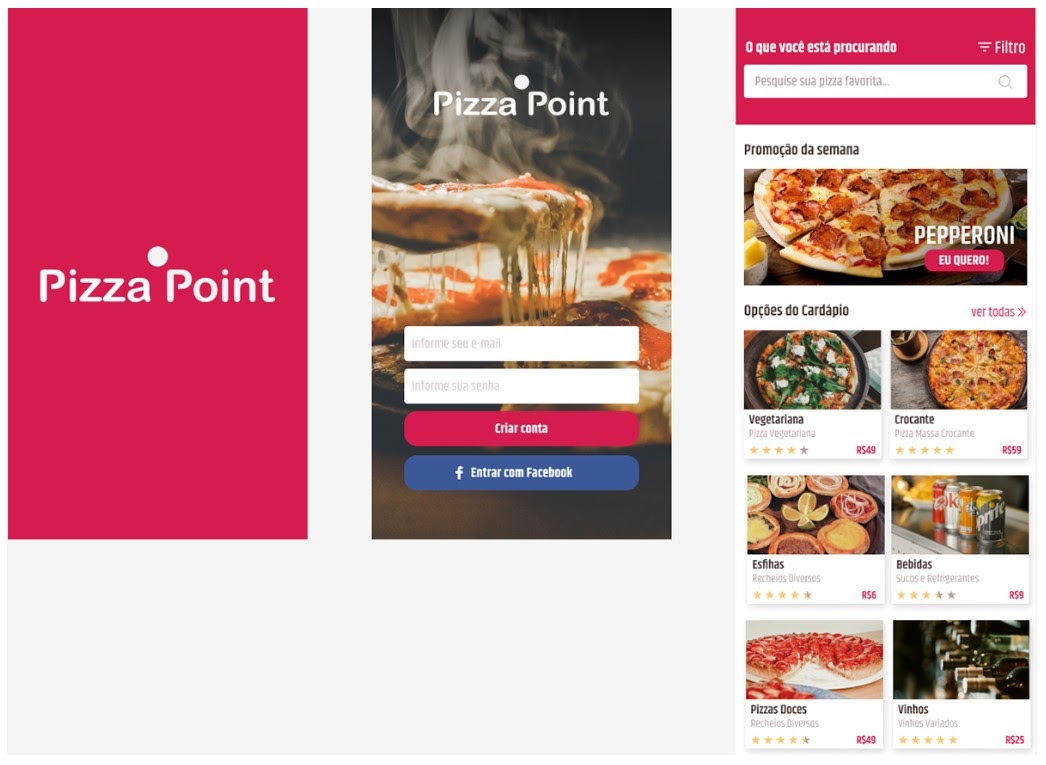 Pizza Point
Pizza Point
Informe seu e-mail
Informe sua senha
Criar conta
Entrar com Facebook
O que você está procurando
Filtro
Pesquise sua pizza favorita...
Promoção da semana
PEPPERONI
EU QUERO!
Opções do Cardápio
ver todas
Vegetariana
Pizza Vegetariana
R$49
Crocante
Pizza Massa Crocante
R$59
Esfihas
Recheios Diversos
R$6
Bebidas
Sucos e Refrigerantes
R$9
Pizzas Doces
Recheios Diversos
R$49
Vinhos
Vinhos Variados
R$25